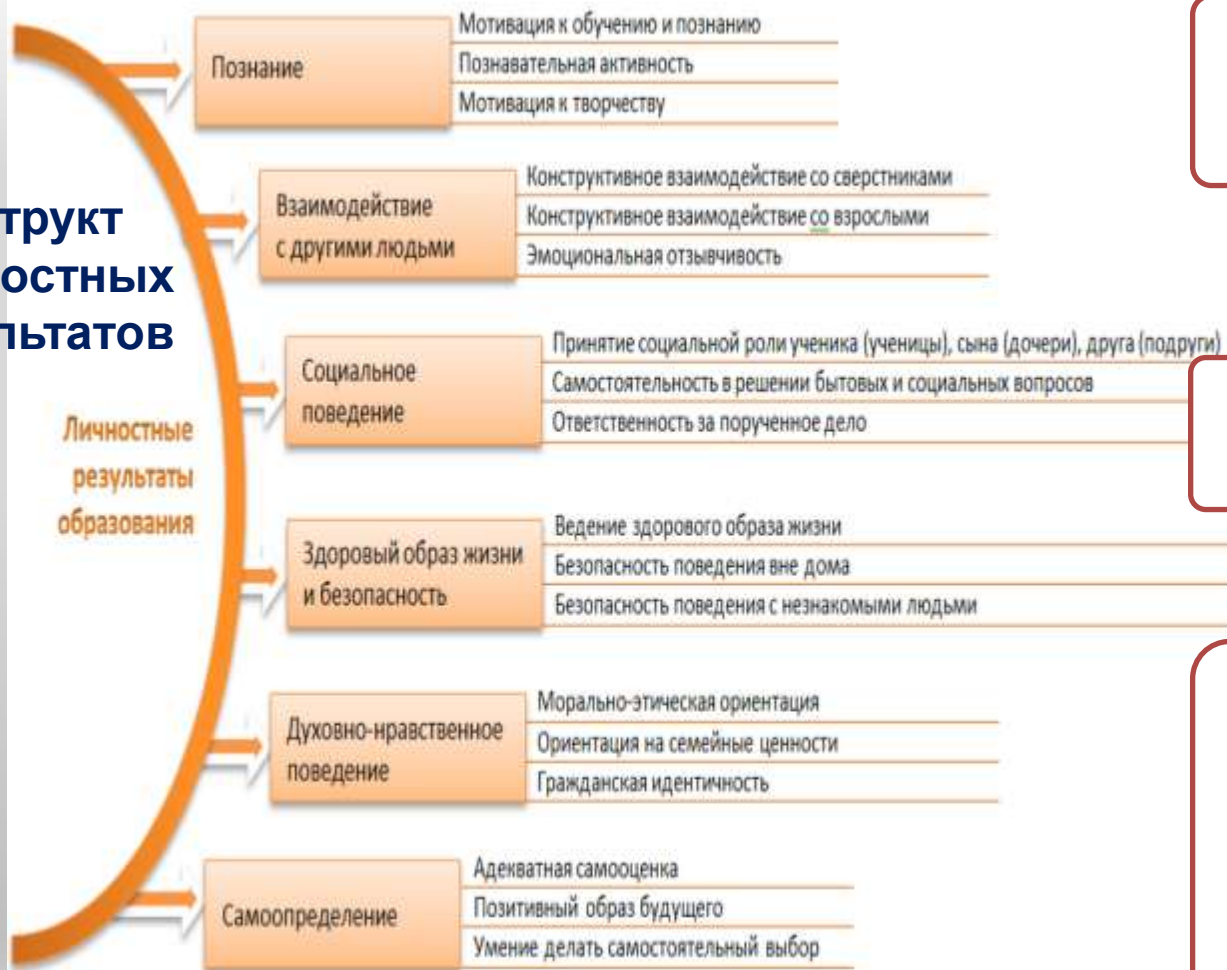 трукт
остных
льтатов
Личностные
результаты
образования
Познание
Мотивация к обучению и познанию
Познавательная активность
Мотивация к творчеству
Взаимодействие
с другими людьми
Конструктивное взаимодействие со сверстниками
Конструктивное взаимодействие со взрослыми
Эмоциональная отзывчивость
Социальное
поведение
Принятие социальной роли ученика (ученицы), сына (дочери), друга (подруги)
Самостоятельность в решении бытовых и социальных вопросов
Ответственность за порученное дело
Здоровый образ жизни
и безопасность
Ведение здорового образа жизни
Безопасность поведения вне дома
Безопасность поведения с незнакомыми людьми
Духовно-нравственное
поведение
Морально-этическая ориентация
Ориентация на семейные ценности
Гражданская идентичность
Самоопределение
Адекватная самооценка
Позитивный образ будущего
Умение делать самостоятельный выбор